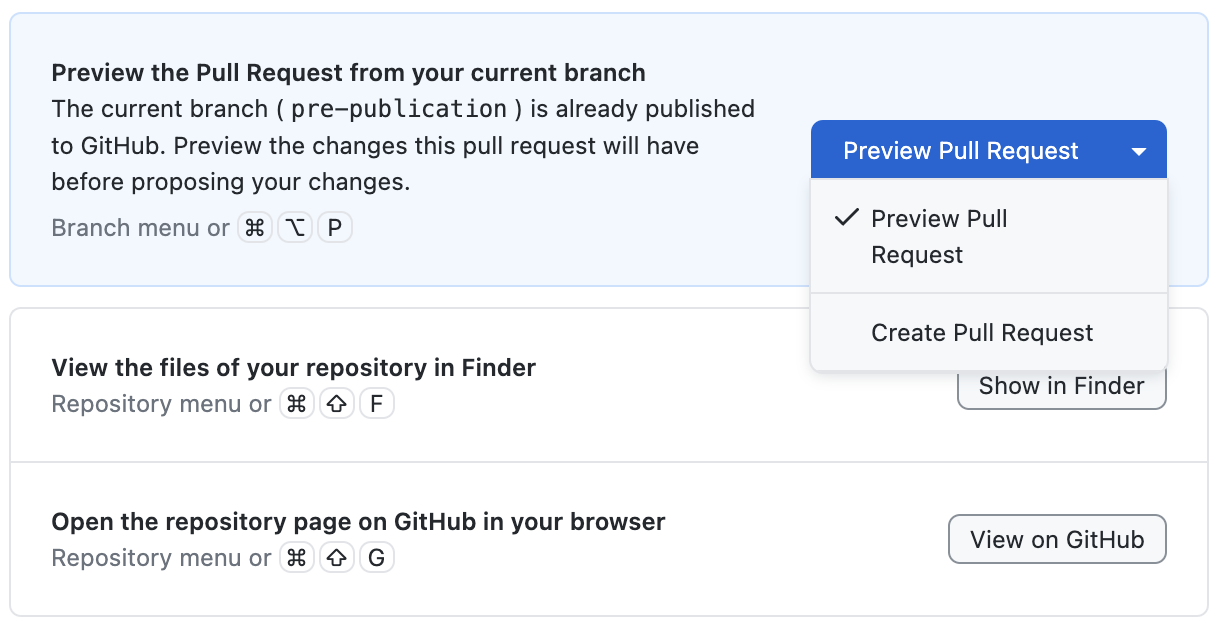 Preview the Pull Request from your current branch
The current branch ( pre-publication ) is already published
to GitHub. Preview the changes this pull request will have
before proposing your changes.
Branch menu or ⌘ ⌥ P
Preview Pull Request
Preview Pull
Request
Create Pull Request
View the files of your repository in Finder
Repository menu or ⌘ ⇧ F
Show in Finder
Open the repository page on GitHub in your browser
Repository menu or ⌘ ⇧ G
View on GitHub